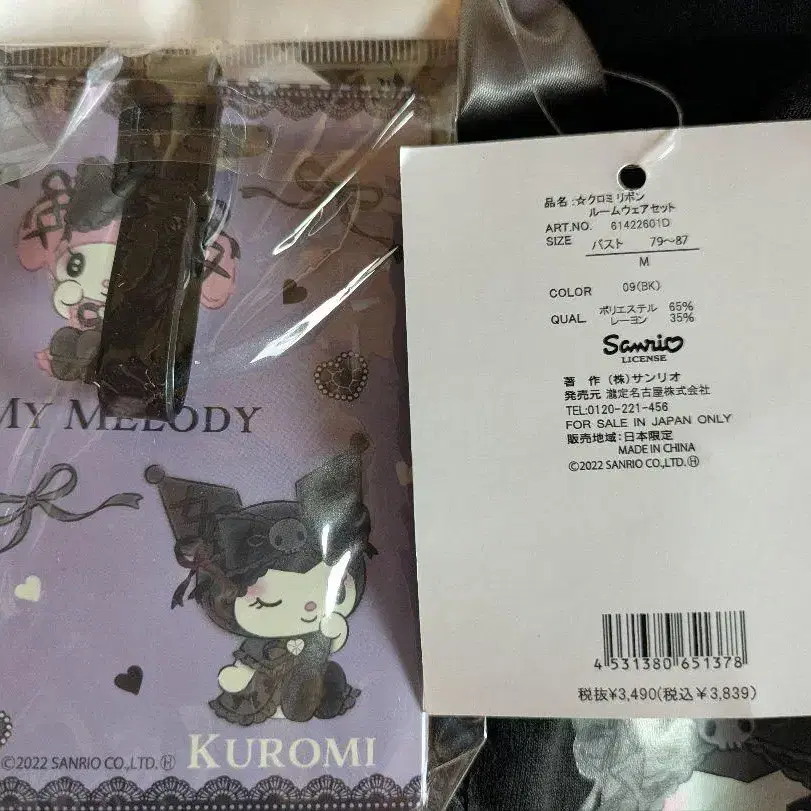 MY MELODY
KUROMI
©2022 SANRIO CO.,LTD. Ⓗ
品名:☆クロミリボン
ルームウェアセット
ART.NO. 61422601D
SIZE バスト 79～87
M
COLOR 09(BK)
QUAL. ポリエステル 65%
レーヨン 35%
Sanrio
LICENSE
著 作 (株)サンリオ
発売元 瀧定名古屋株式会社
TEL:0120-221-456
FOR SALE IN JAPAN ONLY
販売地域:日本限定
MADE IN CHINA
©2022 SANRIO CO.,LTD. Ⓗ
4 531380 651378
税抜¥3,490(税込¥3,839)